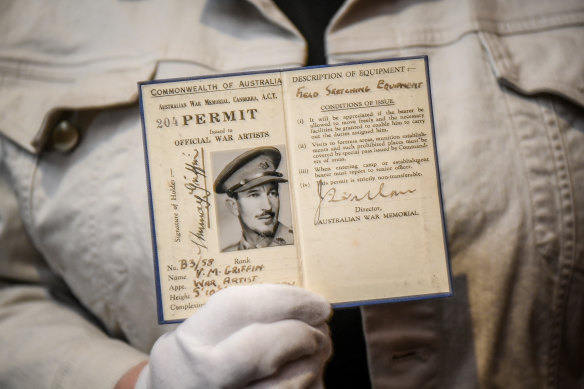 COMMONWEALTH OF AUSTRALIA
AUSTRALIAN WAR MEMORIAL, CANBERRA, A.C.T.
204 PERMIT
Issued to
OFFICIAL WAR ARTISTS
Signature of Holder:
No. B3/58 Rank
Name V. M. GRIFFIN
Appt. WAR ARTIST
Height 5'10
Complexion
DESCRIPTION OF EQUIPMENT :—
FIELD SKETCHING EQUIPMENT
CONDITIONS OF ISSUE.
(i) It will be appreciated if the bearer be
allowed to move freely and the necessary
facilities be granted to enable him to carry
out the duties assigned him.
(ii) Visits to forward areas, munition establish-
ments and such prohibited places must be
covered by special pass issued by Command.
(iii) When entering camp or establishment
bearer must report to senior officer.
(iv) This permit is strictly non-transferable.
Director,
AUSTRALIAN WAR MEMORIAL